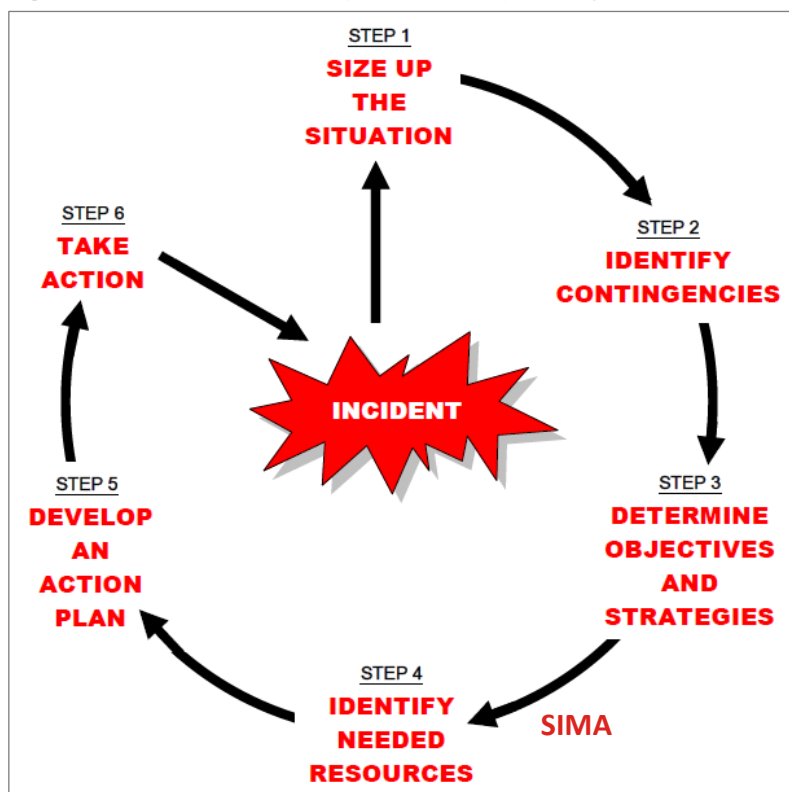 STEP 1
SIZE UP
THE
SITUATION
STEP 2
IDENTIFY
CONTINGENCIES
STEP 3
DETERMINE
OBJECTIVES
AND
STRATEGIES
STEP 4
IDENTIFY
NEEDED
RESOURCES
SIMA
STEP 5
DEVELOP
AN
ACTION
PLAN
STEP 6
TAKE
ACTION
INCIDENT